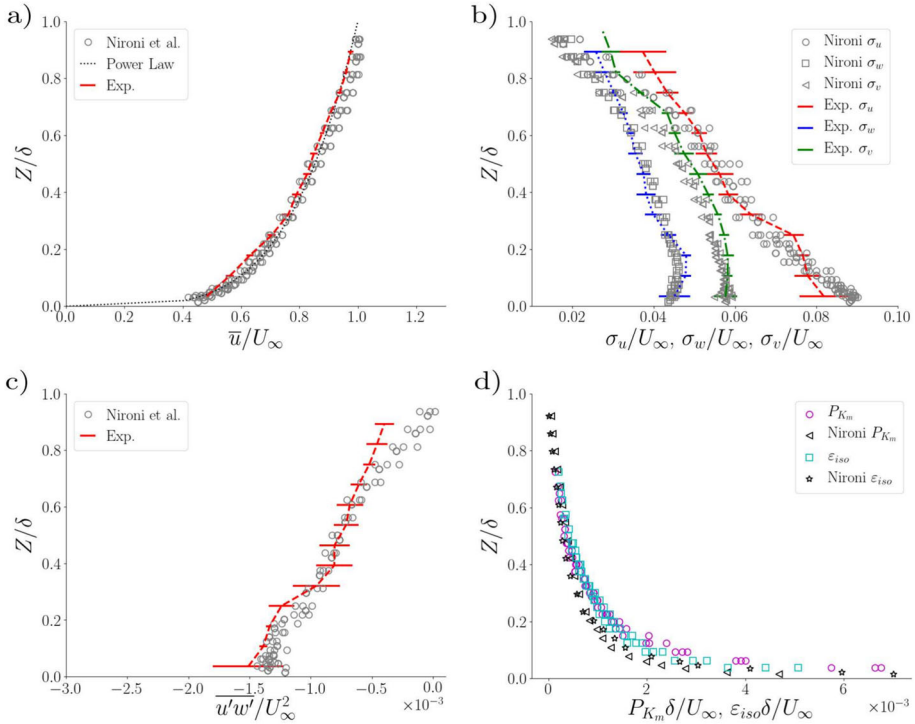 a)
Nironi et al.
Power Law
Exp.
Z/δ
1.0
0.8
0.6
0.4
0.2
0.0
0.0 0.2 0.4 0.6 0.8 1.0 1.2
u̅/U∞
b)
Nironi σu
Nironi σw
Nironi σv
Exp. σu
Exp. σw
Exp. σv
Z/δ
1.0
0.8
0.6
0.4
0.2
0.0
0.02 0.04 0.06 0.08 0.10
σu/U∞, σw/U∞, σv/U∞
c)
Nironi et al.
Exp.
Z/δ
1.0
0.8
0.6
0.4
0.2
0.0
−3.0 −2.5 −2.0 −1.5 −1.0 −0.5 0.0
×10⁻³
u′w′/U∞²
d)
PKm
Nironi PKm
εiso
Nironi εiso
Z/δ
1.0
0.8
0.6
0.4
0.2
0.0
0 2 4 6
×10⁻³
PKmδ/U∞, εisoδ/U∞